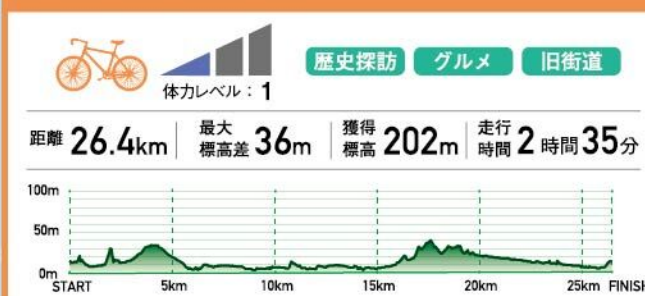 体力レベル：1
歴史探訪 グルメ 旧街道
距離 26.4km 最大標高差 36m 獲得標高 202m 走行時間 2時間35分
100m
50m
0m
START 5km 10km 15km 20km 25km FINISH